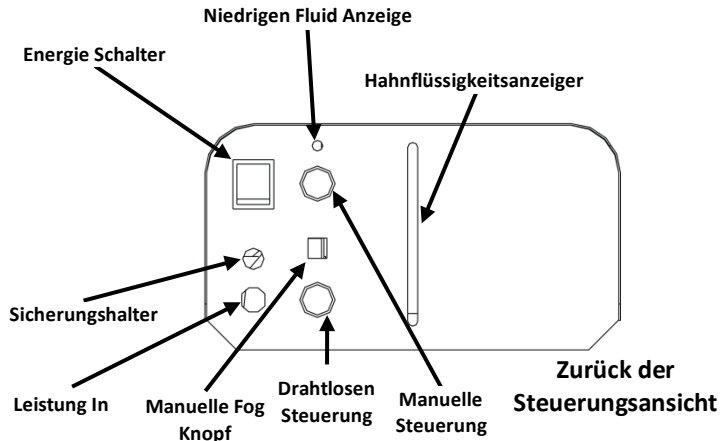 Niedrigen Fluid Anzeige
Energie Schalter
Hahnflüssigkeitsanzeiger
Sicherungshalter
Leistung In
Manuelle Fog
Knopf
Drahtlosen
Steuerung
Manuelle
Steuerung
Zurück der
Steuerungsansicht